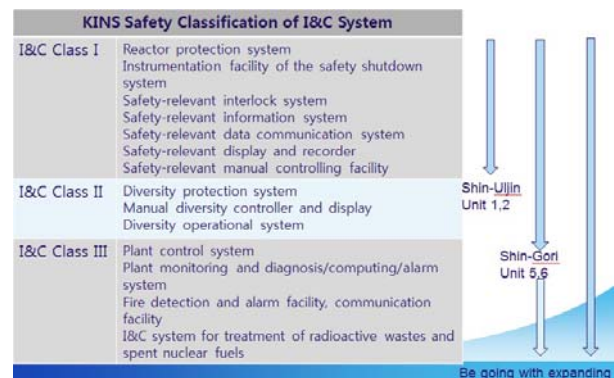 KINS Safety Classification of I&C System
I&C Class I
Reactor protection system
Instrumentation facility of the safety shutdown
system
Safety-relevant interlock system
Safety-relevant information system
Safety-relevant data communication system
Safety-relevant display and recorder
Safety-relevant manual controlling facility
I&C Class II
Diversity protection system
Manual diversity controller and display
Diversity operational system
I&C Class III
Plant control system
Plant monitoring and diagnosis/computing/alarm
system
Fire detection and alarm facility, communication
facility
I&C system for treatment of radioactive wastes and
spent nuclear fuels
Shin-Uljin
Unit 1,2
Shin-Gori
Unit 5,6
Be going with expanding